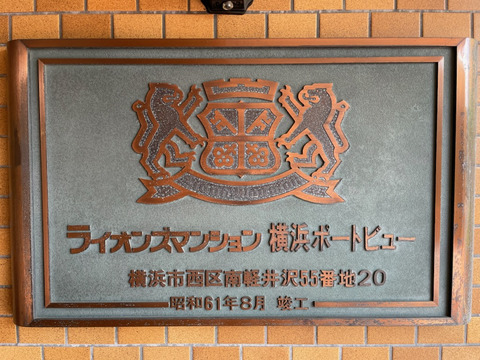 Lions Mansion
ライオンズマンション 横浜ポートビュー
横浜市西区南軽井沢55番地20
昭和61年8月 竣工